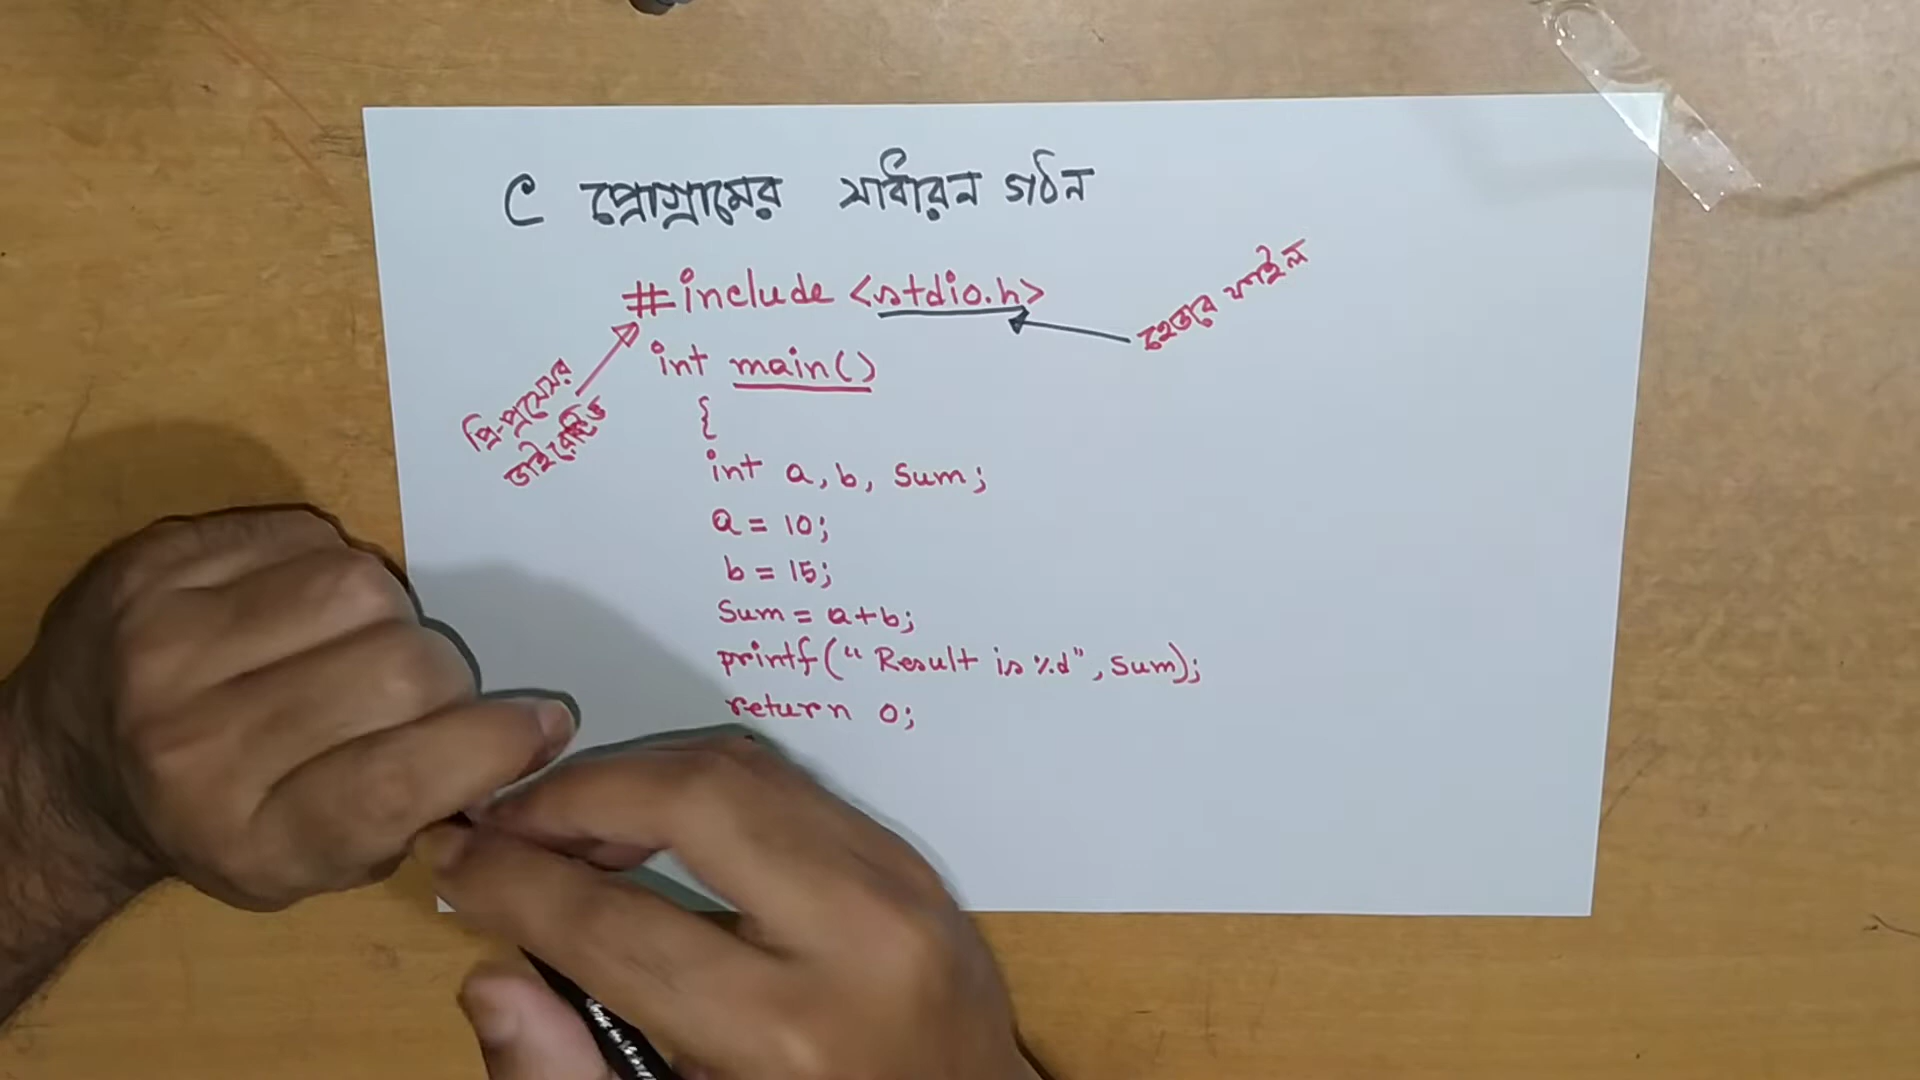 C প্রোগ্রামের সাধারন গঠন
#include <stdio.h>
হেডার ফাইল
প্রি-প্রসেসর
ডাইরেক্টিভ
int main()
{
int a, b, Sum;
a = 10;
b = 15;
Sum = a+b;
printf("Result is %d", Sum);
return 0;